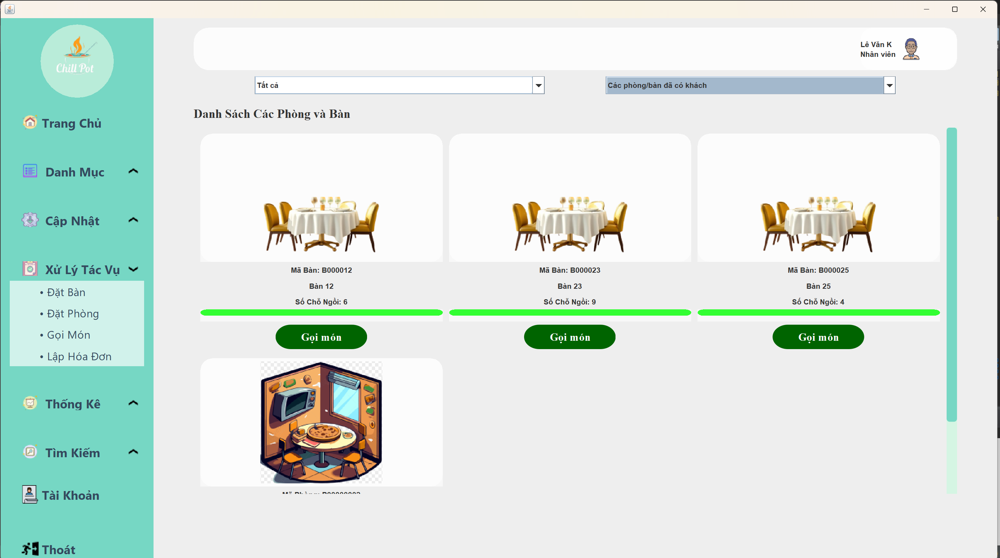 Chill Pot
Trang Chủ
Danh Mục
Cập Nhật
Xử Lý Tác Vụ
• Đặt Bàn
• Đặt Phòng
• Gọi Món
• Lập Hóa Đơn
Thống Kê
Tìm Kiếm
Tài Khoản
Thoát
Lê Văn K
Nhân viên
Tất cả
Các phòng/bàn đã có khách
Danh Sách Các Phòng và Bàn
Mã Bàn: B000012
Bàn 12
Số Chỗ Ngồi: 6
Gọi món
Mã Bàn: B000023
Bàn 23
Số Chỗ Ngồi: 9
Gọi món
Mã Bàn: B000025
Bàn 25
Số Chỗ Ngồi: 4
Gọi món